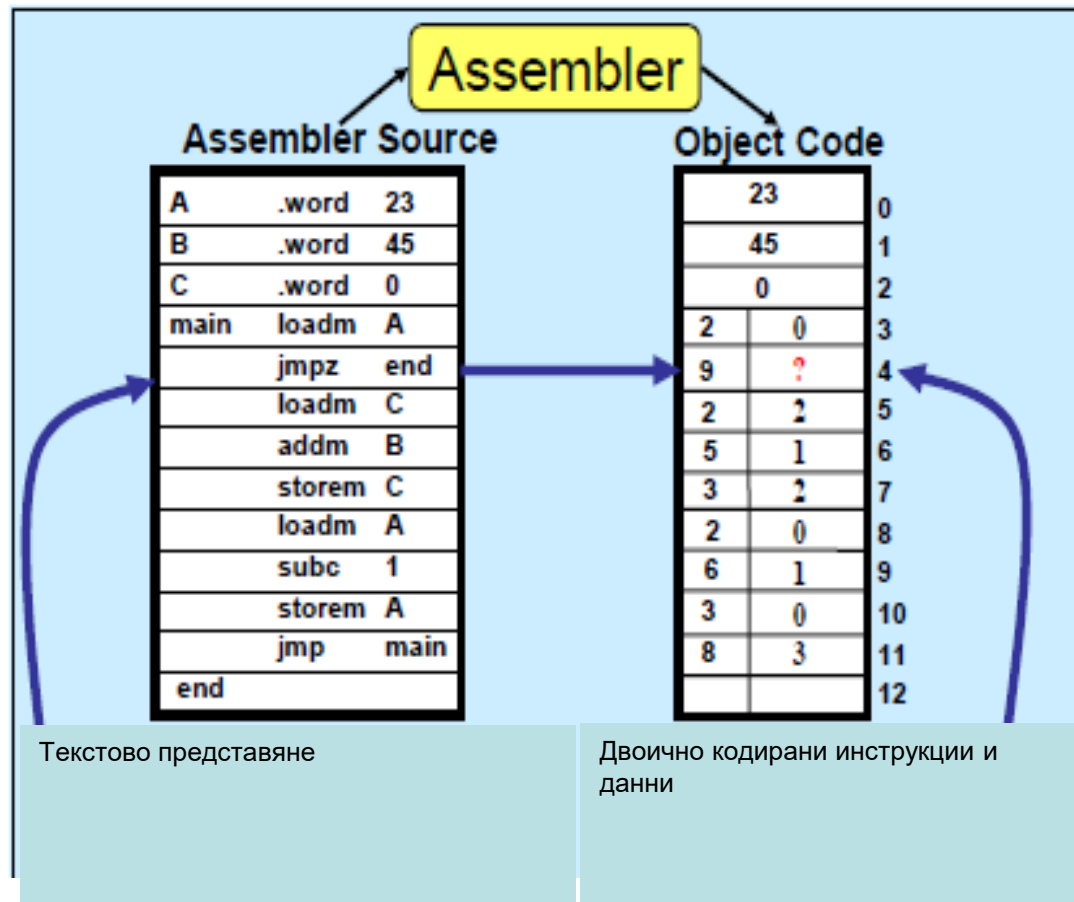 Assembler
Assembler Source
Object Code
A .word 23
B .word 45
C .word 0
main loadm A
jmpz end
loadm C
addm B
storem C
loadm A
subc 1
storem A
jmp main
end
23 0
45 1
0 2
2 0 3
9 ? 4
2 2 5
5 1 6
3 2 7
2 0 8
6 1 9
3 0 10
8 3 11
12
Текстово представяне
Двоично кодирани инструкции и
данни